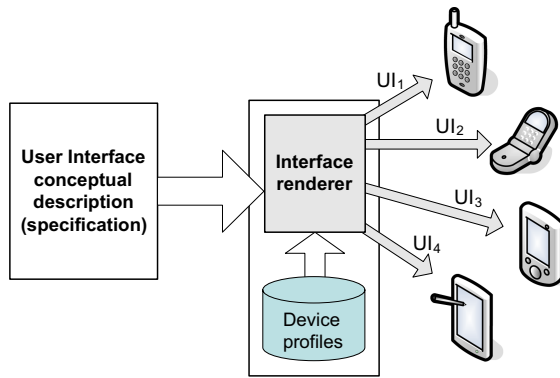 User Interface
conceptual
description
(specification)
Interface
renderer
Device
profiles
UI1
UI2
UI3
UI4